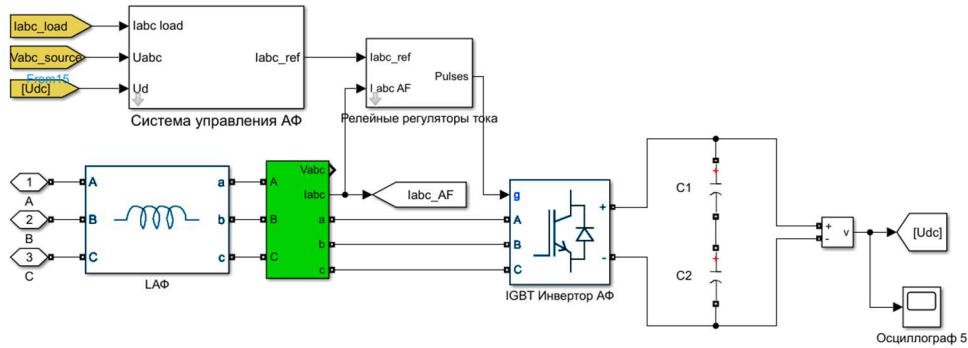 Iabc_load
Vabc_source
From15
[Udc]
Iabc load
Uabc
Ud
Iabc_ref
Система управления АФ
Iabc_ref
I abc AF
Pulses
Релейные регуляторы тока
1
A
2
B
3
C
A
B
C
a
b
c
LАФ
A
B
C
Vabc
Iabc
a
b
c
Iabc_AF
g
A
B
C
+
-
IGBT Инвертор АФ
+
C1
+
C2
+
-
v
[Udc]
Осциллограф 5